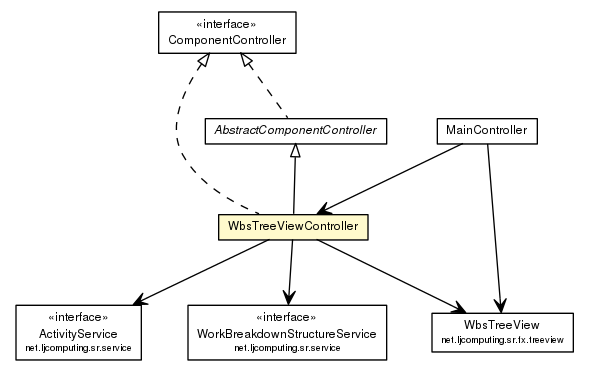 «interface»
ComponentController
AbstractComponentController
MainController
WbsTreeViewController
«interface»
ActivityService
net.ljcomputing.sr.service
«interface»
WorkBreakdownStructureService
net.ljcomputing.sr.service
WbsTreeView
net.ljcomputing.sr.fx.treeview